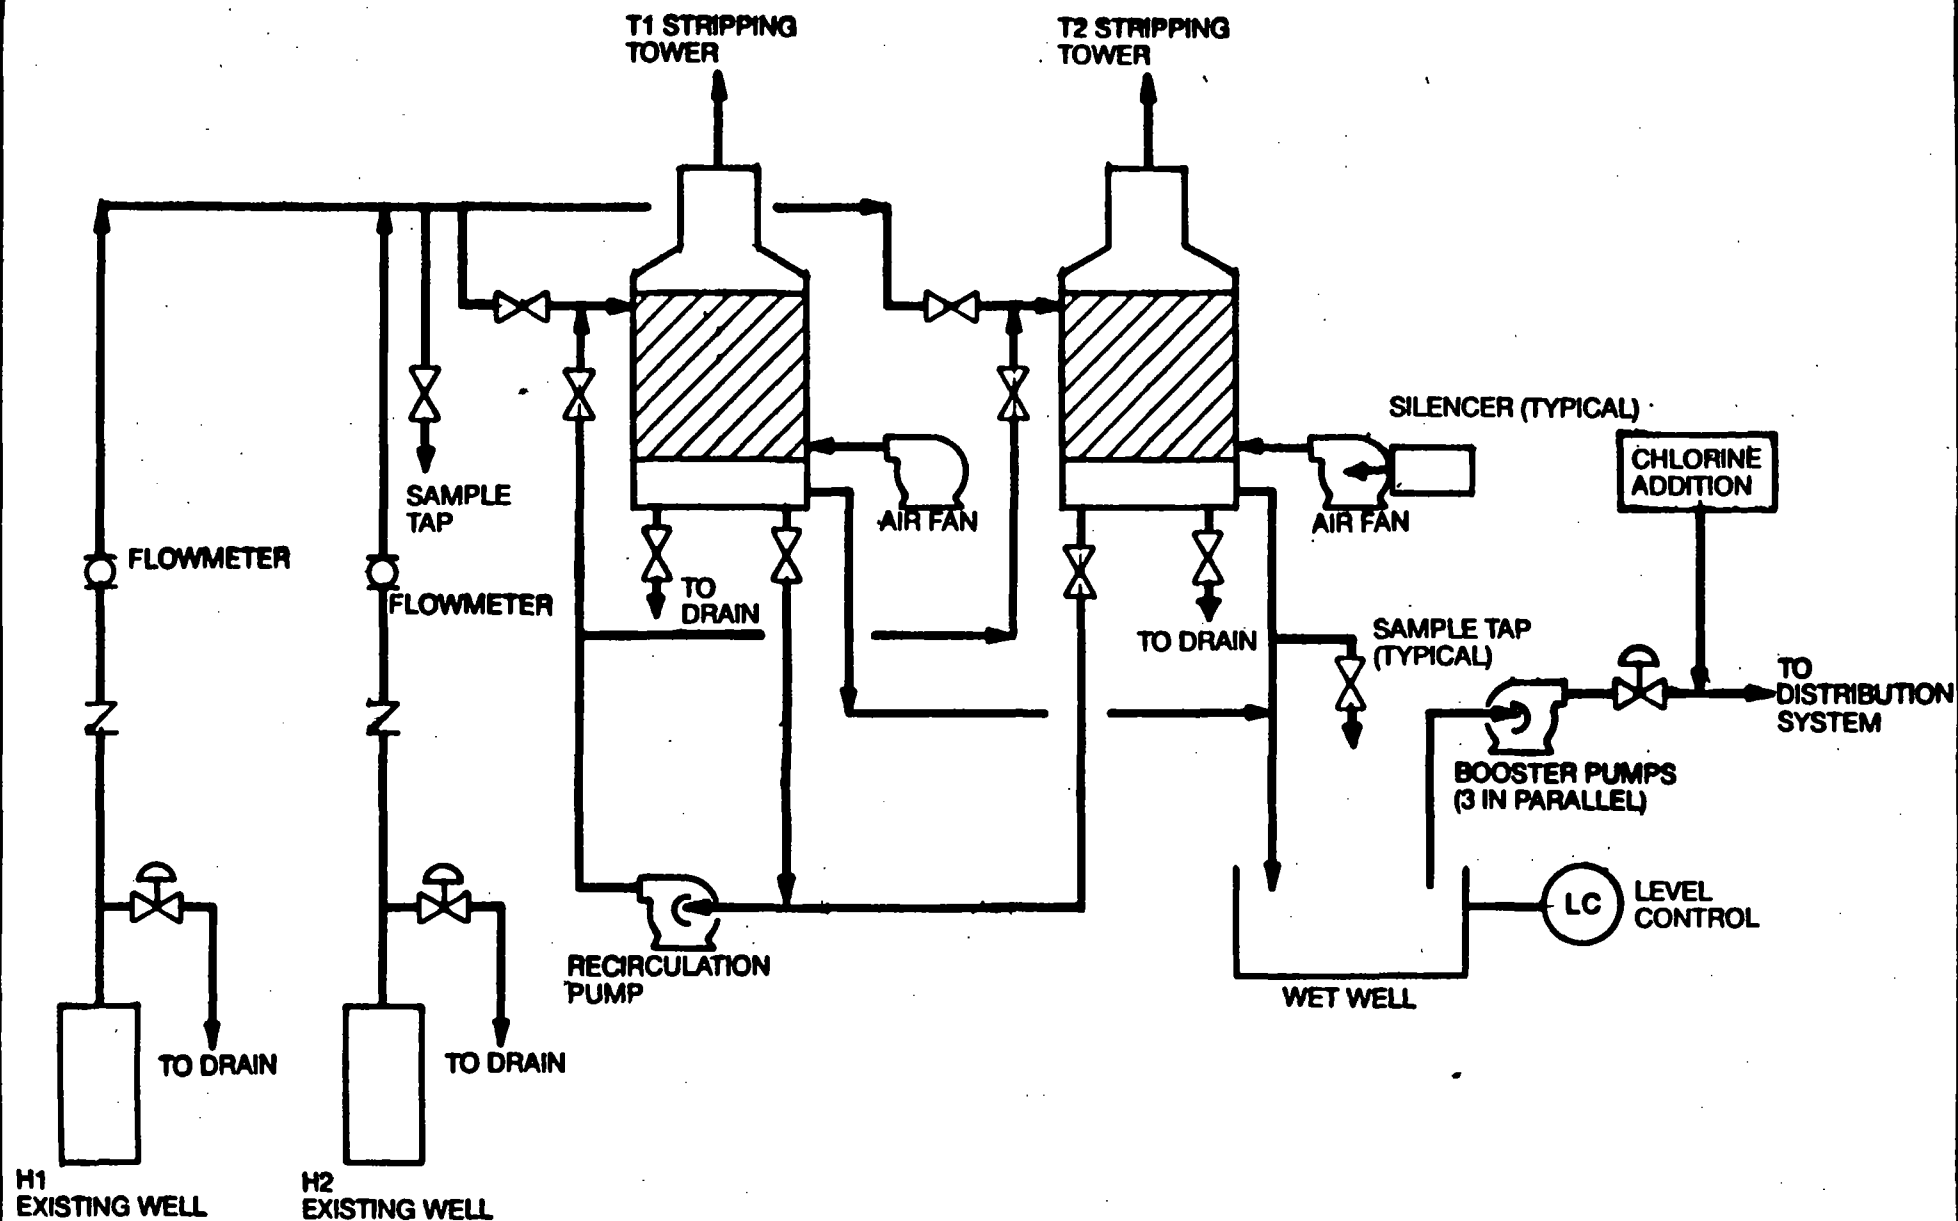 T1 STRIPPING
TOWER
T2 STRIPPING
TOWER
SILENCER (TYPICAL)
CHLORINE
ADDITION
SAMPLE
TAP
AIR FAN
AIR FAN
FLOWMETER
FLOWMETER
TO
DRAIN
TO DRAIN
SAMPLE TAP
(TYPICAL)
TO
DISTRIBUTION
SYSTEM
BOOSTER PUMPS
(3 IN PARALLEL)
LC
LEVEL
CONTROL
RECIRCULATION
PUMP
WET WELL
TO DRAIN
TO DRAIN
H1
EXISTING WELL
H2
EXISTING WELL